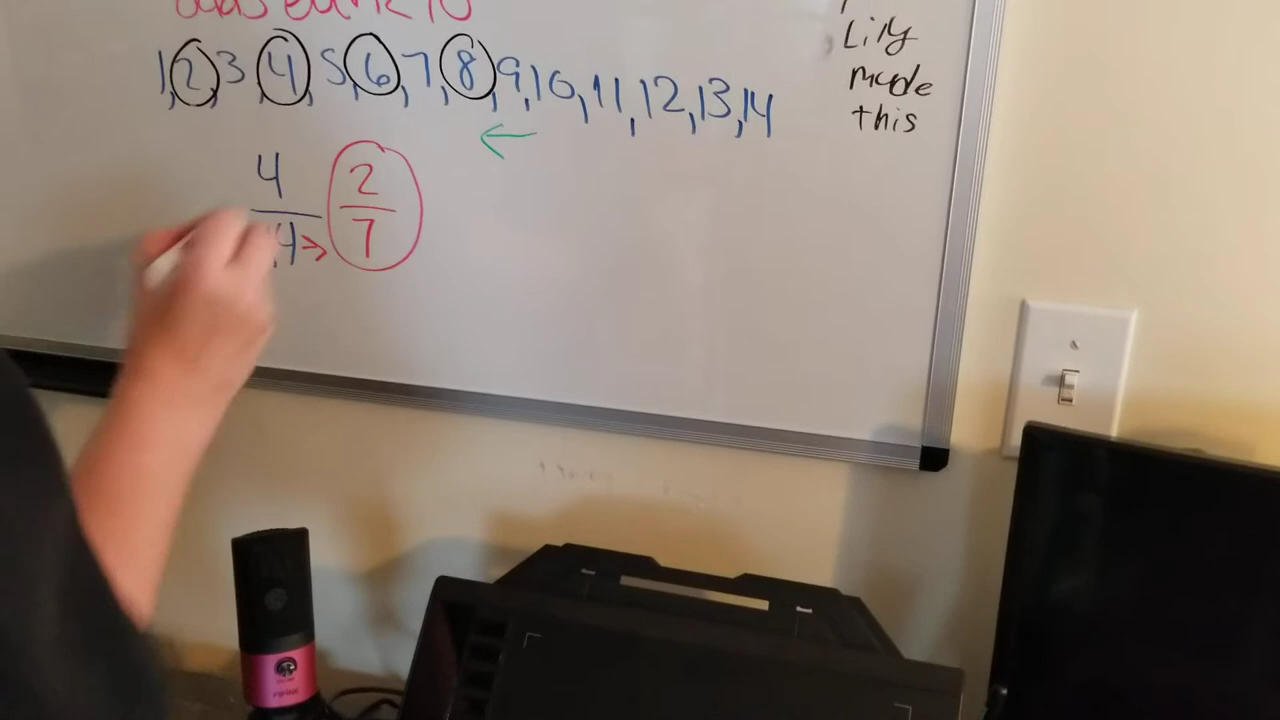 1, 2, 3, 4, 5, 6, 7, 8, 9, 10, 11, 12, 13, 14
4 2
14 → 7
←
Lily
made
this